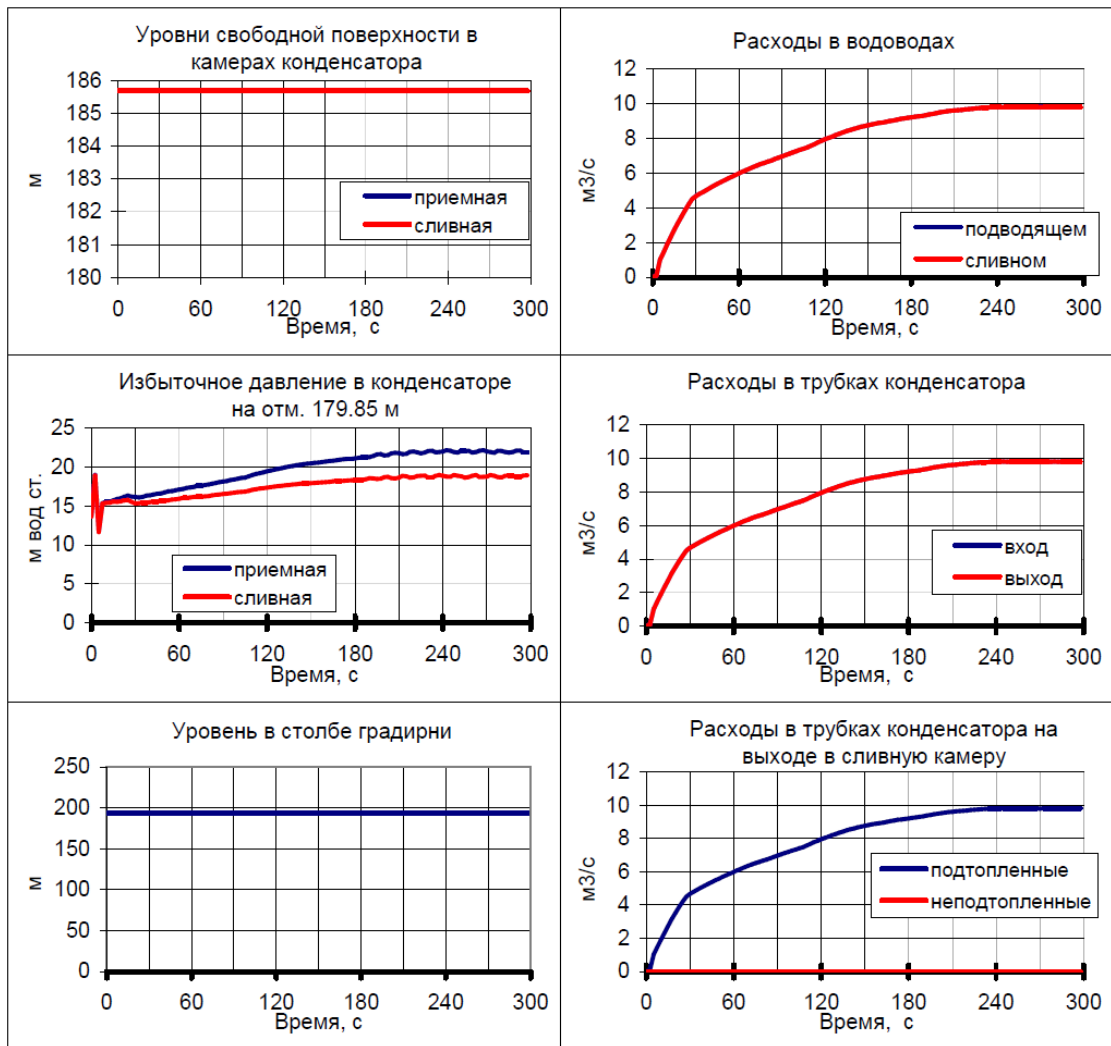 Уровни свободной поверхности в
камерах конденсатора
186
185
184
183
182
181
180
м
приемная
сливная
0 60 120 180 240 300
Время, с
Расходы в водоводах
12
10
8
6
4
2
0
м3/с
подводящем
сливном
0 60 120 180 240 300
Время, с
Избыточное давление в конденсаторе
на отм. 179.85 м
25
20
15
10
5
0
м вод ст.
приемная
сливная
0 60 120 180 240 300
Время, с
Расходы в трубках конденсатора
12
10
8
6
4
2
0
м3/с
вход
выход
0 60 120 180 240 300
Время, с
Уровень в столбе градирни
250
200
150
100
50
0
м
0 60 120 180 240 300
Время, с
Расходы в трубках конденсатора на
выходе в сливную камеру
12
10
8
6
4
2
0
м3/с
подтопленные
неподтопленные
0 60 120 180 240 300
Время, с